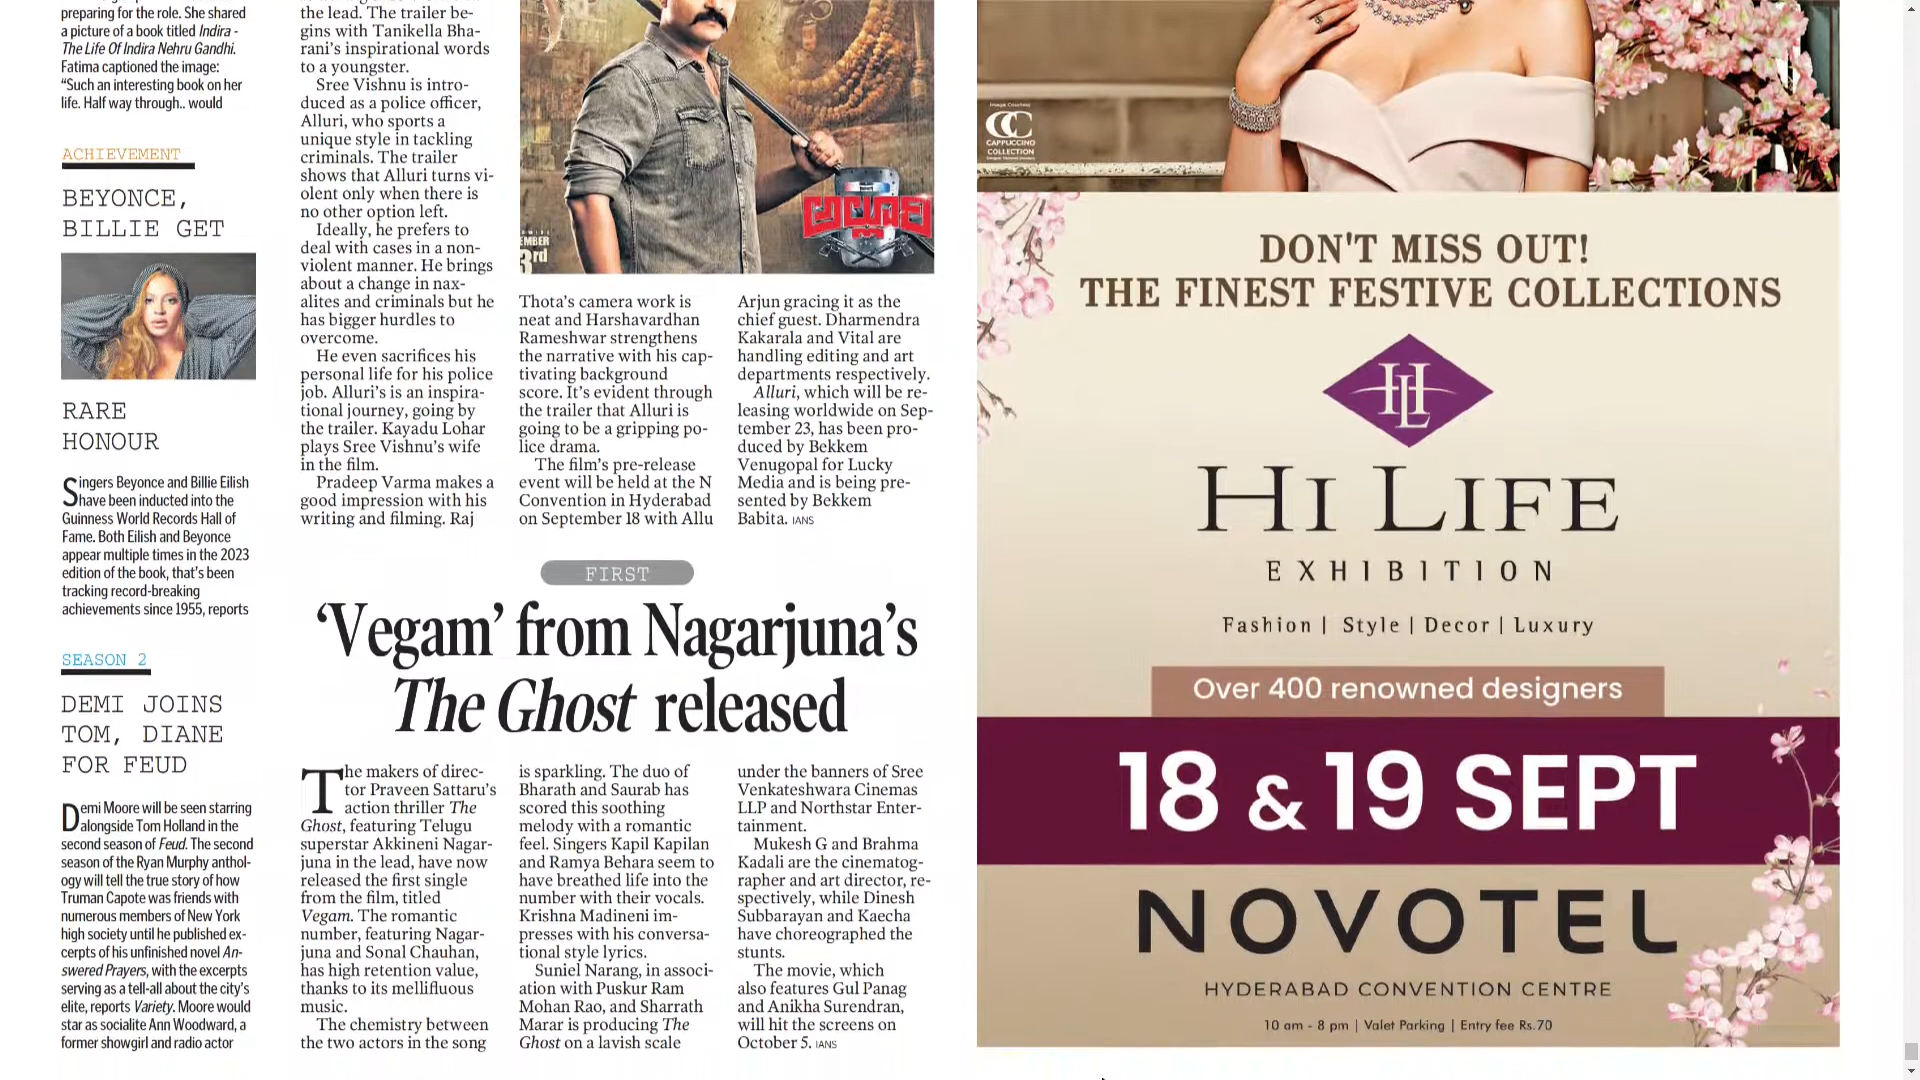 preparing for the role. She shared
a picture of a book titled Indira -
The Life Of Indira Nehru Gandhi.
Fatima captioned the image:
“Such an interesting book on her
life. Half way through.. would
ACHIEVEMENT
BEYONCE,
BILLIE GET
RARE
HONOUR
Singers Beyonce and Billie Eilish
have been inducted into the
Guinness World Records Hall of
Fame. Both Eilish and Beyonce
appear multiple times in the 2023
edition of the book, that’s been
tracking record-breaking
achievements since 1955, reports
SEASON 2
DEMI JOINS
TOM, DIANE
FOR FEUD
Demi Moore will be seen starring
alongside Tom Holland in the
second season of Feud. The second
season of the Ryan Murphy anthol-
ogy will tell the true story of how
Truman Capote was friends with
numerous members of New York
high society until he published ex-
cerpts of his unfinished novel An-
swered Prayers, with the excerpts
serving as a tell-all about the city’s
elite, reports Variety. Moore would
star as socialite Ann Woodward, a
former showgirl and radio actor
the lead. The trailer be-
gins with Tanikella Bha-
rani’s inspirational words
to a youngster.
Sree Vishnu is intro-
duced as a police officer,
Alluri, who sports a
unique style in tackling
criminals. The trailer
shows that Alluri turns vi-
olent only when there is
no other option left.
Ideally, he prefers to
deal with cases in a non-
violent manner. He brings
about a change in nax-
alites and criminals but he
has bigger hurdles to
overcome.
He even sacrifices his
personal life for his police
job. Alluri’s is an inspira-
tional journey, going by
the trailer. Kayadu Lohar
plays Sree Vishnu’s wife
in the film.
Pradeep Varma makes a
good impression with his
writing and filming. Raj
అల్లూరి
EMBER
3rd
Thota’s camera work is
neat and Harshavardhan
Rameshwar strengthens
the narrative with his cap-
tivating background
score. It’s evident through
the trailer that Alluri is
going to be a gripping po-
lice drama.
The film’s pre-release
event will be held at the N
Convention in Hyderabad
on September 18 with Allu
Arjun gracing it as the
chief guest. Dharmendra
Kakarala and Vital are
handling editing and art
departments respectively.
Alluri, which will be re-
leasing worldwide on Sep-
tember 23, has been pro-
duced by Bekkem
Venugopal for Lucky
Media and is being pre-
sented by Bekkem
Babita. IANS
FIRST
‘Vegam’ from Nagarjuna’s
The Ghost released
The makers of direc-
tor Praveen Sattaru’s
action thriller The
Ghost, featuring Telugu
superstar Akkineni Nagar-
juna in the lead, have now
released the first single
from the film, titled
Vegam. The romantic
number, featuring Nagar-
juna and Sonal Chauhan,
has high retention value,
thanks to its mellifluous
music.
The chemistry between
the two actors in the song
is sparkling. The duo of
Bharath and Saurab has
scored this soothing
melody with a romantic
feel. Singers Kapil Kapilan
and Ramya Behara seem to
have breathed life into the
number with their vocals.
Krishna Madineni im-
presses with his conversa-
tional style lyrics.
Suniel Narang, in associ-
ation with Puskur Ram
Mohan Rao, and Sharrath
Marar is producing The
Ghost on a lavish scale
under the banners of Sree
Venkateshwara Cinemas
LLP and Northstar Enter-
tainment.
Mukesh G and Brahma
Kadali are the cinematog-
rapher and art director, re-
spectively, while Dinesh
Subbarayan and Kaecha
have choreographed the
stunts.
The movie, which
also features Gul Panag
and Anikha Surendran,
will hit the screens on
October 5. IANS
Image Courtesy
CC
CAPPUCCINO
COLLECTION
DON'T MISS OUT!
THE FINEST FESTIVE COLLECTIONS
HL
HI LIFE
EXHIBITION
Fashion | Style | Decor | Luxury
Over 400 renowned designers
18 & 19 SEPT
NOVOTEL
HYDERABAD CONVENTION CENTRE
10 am - 8 pm | Valet Parking | Entry fee Rs.70